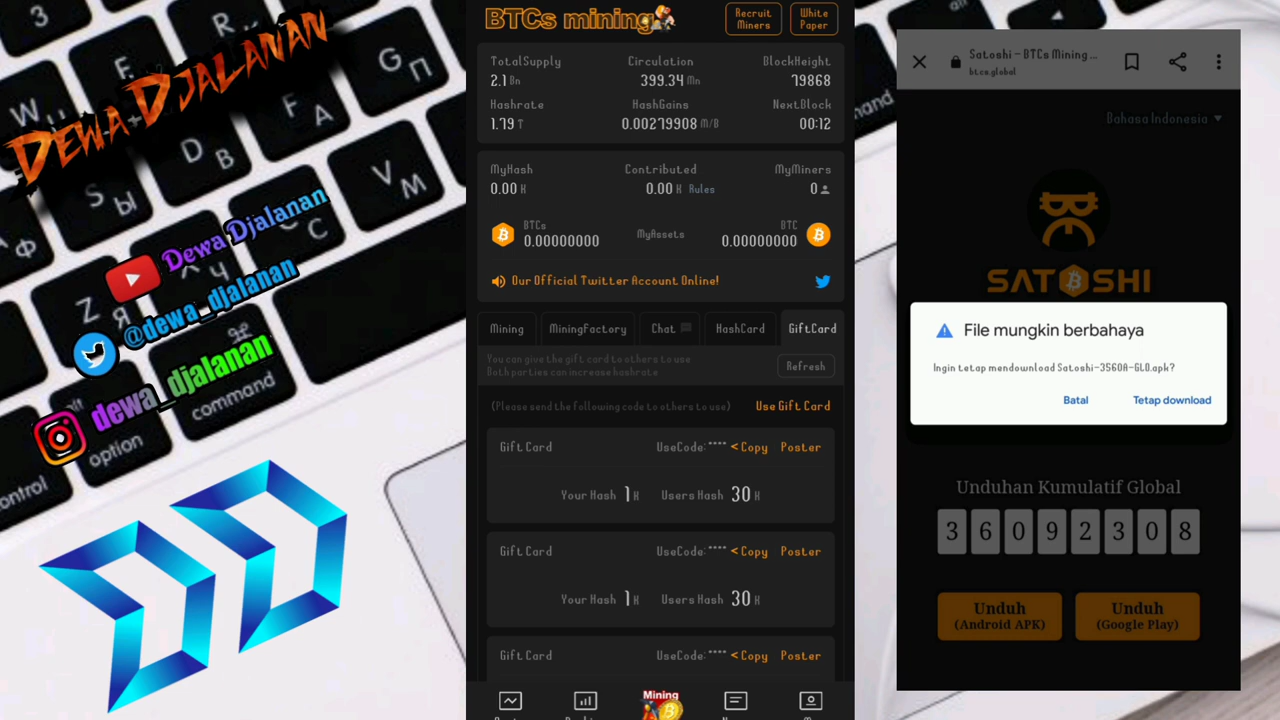 DEWA DJALANAN
Dewa Djalanan
@dewa_djalanan
dewa_djalanan
command
option
control
BTCs mining
Recruit Miners
White Paper
TotalSupply
Circulation
BlockHeight
2.1 Bn
399.34 Mn
79868
Hashrate
HashGains
NextBlock
1.79 T
0.00279908 M/B
00:12
MyHash
Contributed
MyMiners
0.00 K
0.00 K Rules
0
BTCs
0.00000000
MyAssets
BTC
0.00000000
Our Official Twitter Account Online!
Mining
MiningFactory
Chat
HashCard
GiftCard
You can give the gift card to others to use
Both parties can increase hashrate
Refresh
(Please send the following code to others to use)
Use Gift Card
Gift Card
UseCode:**** < Copy Poster
Your Hash 1 K Users Hash 30 K
Gift Card
UseCode:**** < Copy Poster
Your Hash 1 K Users Hash 30 K
Gift Card
UseCode:**** < Copy Poster
Mining
Satoshi – BTCs Mining ...
btcs.global
Bahasa Indonesia
SATOSHI
File mungkin berbahaya
Ingin tetap mendownload Satoshi-3560A-GLO.apk?
Batal
Tetap download
Unduhan Kumulatif Global
3 6 0 9 2 3 0 8
Unduh
(Android APK)
Unduh
(Google Play)